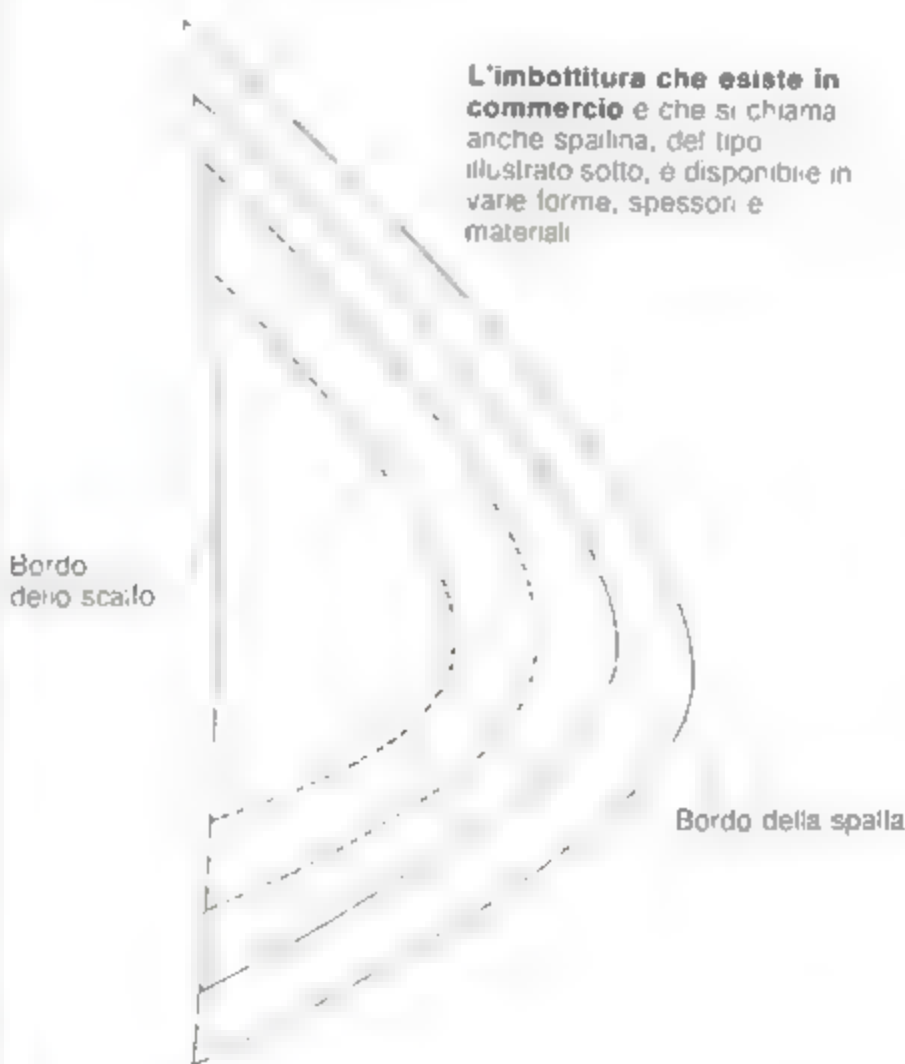 L'imbottitura che esiste in
commercio e che si chiama
anche spallina, del tipo
illustrato sotto, è disponibile in
varie forme, spessori e
materiali
Bordo
dello scalfo
Bordo della spalla